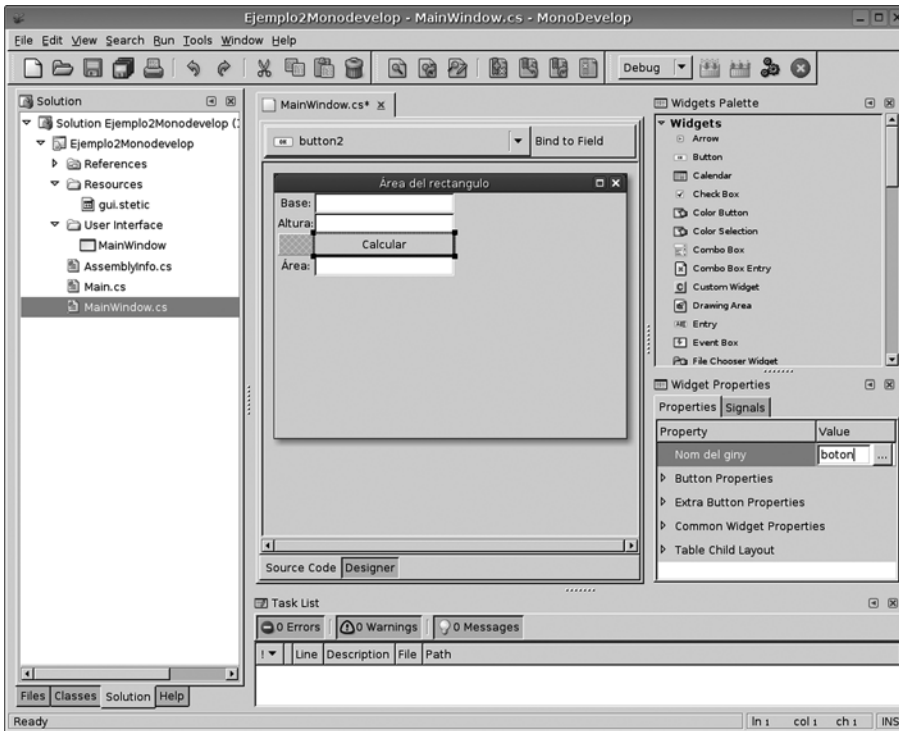 Ejemplo2Monodevelop - MainWindow.cs - MonoDevelop
File Edit View Search Run Tools Window Help
Debug
Solution
Solution Ejemplo2Monodevelop (
Ejemplo2Monodevelop
References
Resources
gui.stetic
User Interface
MainWindow
AssemblyInfo.cs
Main.cs
MainWindow.cs
Files Classes Solution Help
MainWindow.cs* x
button2 Bind to Field
Área del rectangulo
Base:
Altura:
Calcular
Área:
Source Code Designer
Widgets Palette
Widgets
Arrow
Button
Calendar
Check Box
Color Button
Color Selection
Combo Box
Combo Box Entry
Custom Widget
Drawing Area
Entry
Event Box
File Chooser Widget
Widget Properties
Properties Signals
Property Value
Nom del giny boton ...
Button Properties
Extra Button Properties
Common Widget Properties
Table Child Layout
Task List
0 Errors 0 Warnings 0 Messages
! Line Description File Path
Ready ln 1 col 1 ch 1 INS